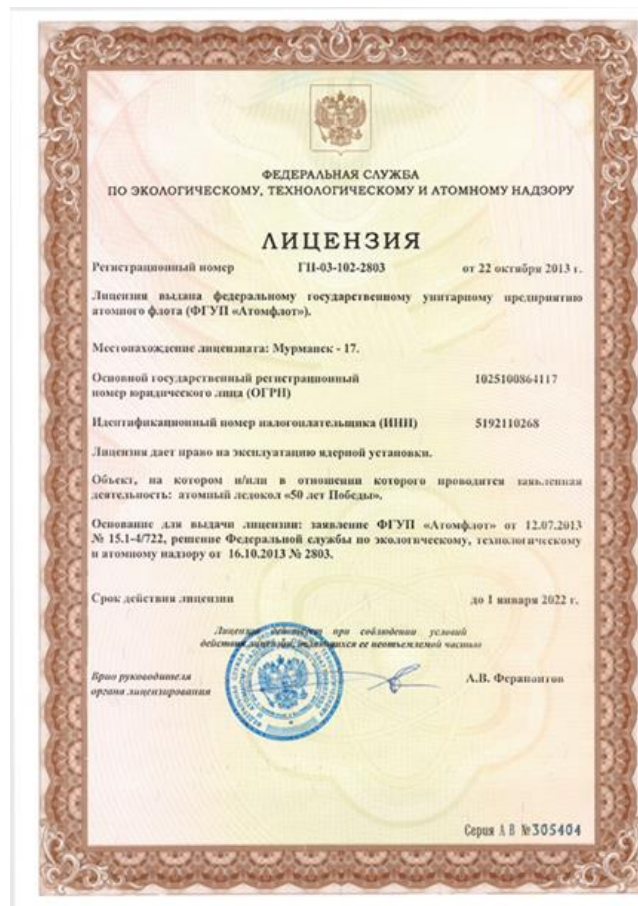 ФЕДЕРАЛЬНАЯ СЛУЖБА
ПО ЭКОЛОГИЧЕСКОМУ, ТЕХНОЛОГИЧЕСКОМУ И АТОМНОМУ НАДЗОРУ
ЛИЦЕНЗИЯ
Регистрационный номер ГН-03-102-2803 от 22 октября 2013 г.
Лицензия выдана федеральному государственному унитарному предприятию
атомного флота (ФГУП «Атомфлот»).
Местонахождение лицензиата: Мурманск - 17.
Основной государственный регистрационный 1025100864117
номер юридического лица (ОГРН)
Идентификационный номер налогоплательщика (ИНН) 5192110268
Лицензия дает право на эксплуатацию ядерной установки.
Объект, на котором и/или в отношении которого проводится заявленная
деятельность: атомный ледокол «50 лет Победы».
Основание для выдачи лицензии: заявление ФГУП «Атомфлот» от 12.07.2013
№ 15.1-4/722, решение Федеральной службы по экологическому, технологическому
и атомному надзору от 16.10.2013 № 2803.
Срок действия лицензии до 1 января 2022 г.
Лицензия действует при соблюдении условий
действия лицензии, являющихся ее неотъемлемой частью
Врио руководителя
органа лицензирования А.В. Ферапонтов
Серия А В №305404